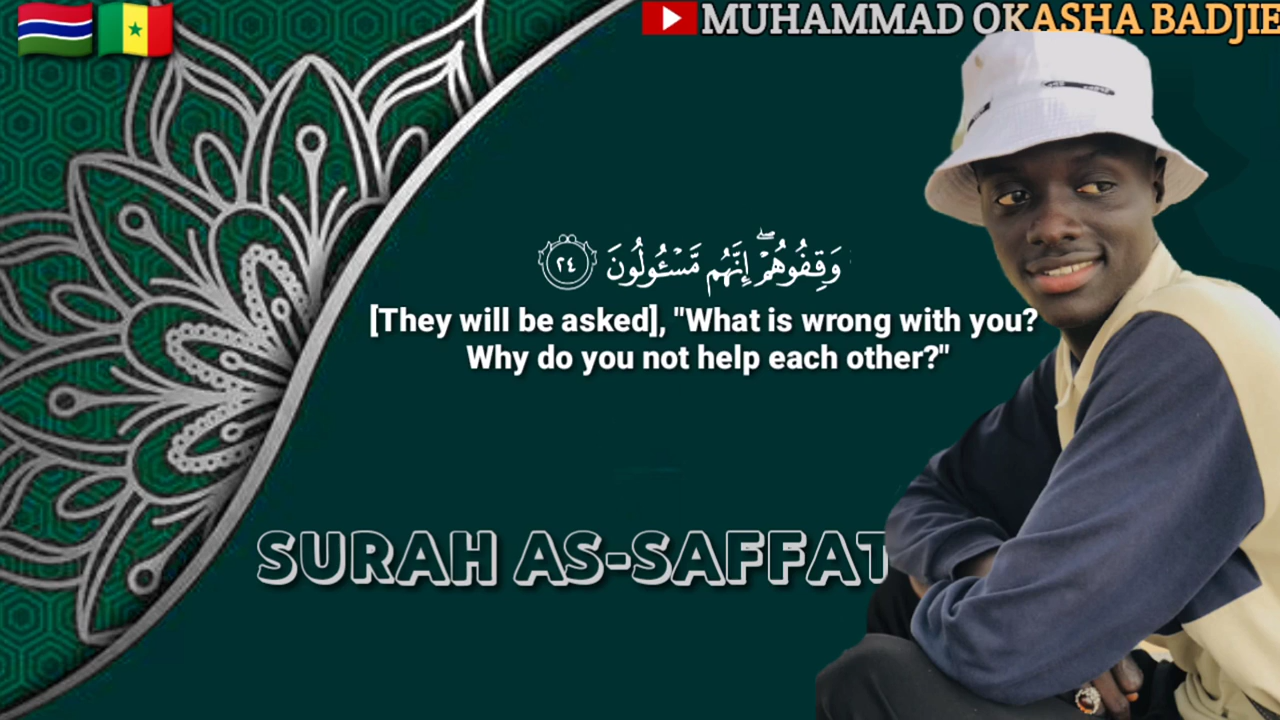 MUHAMMAD OKASHA BADJIE
وَقِفُوهُمْ ۖ إِنَّهُم مَّسْـُٔولُونَ ٢٤
[They will be asked], "What is wrong with you?
Why do you not help each other?"
SURAH AS-SAFFAT